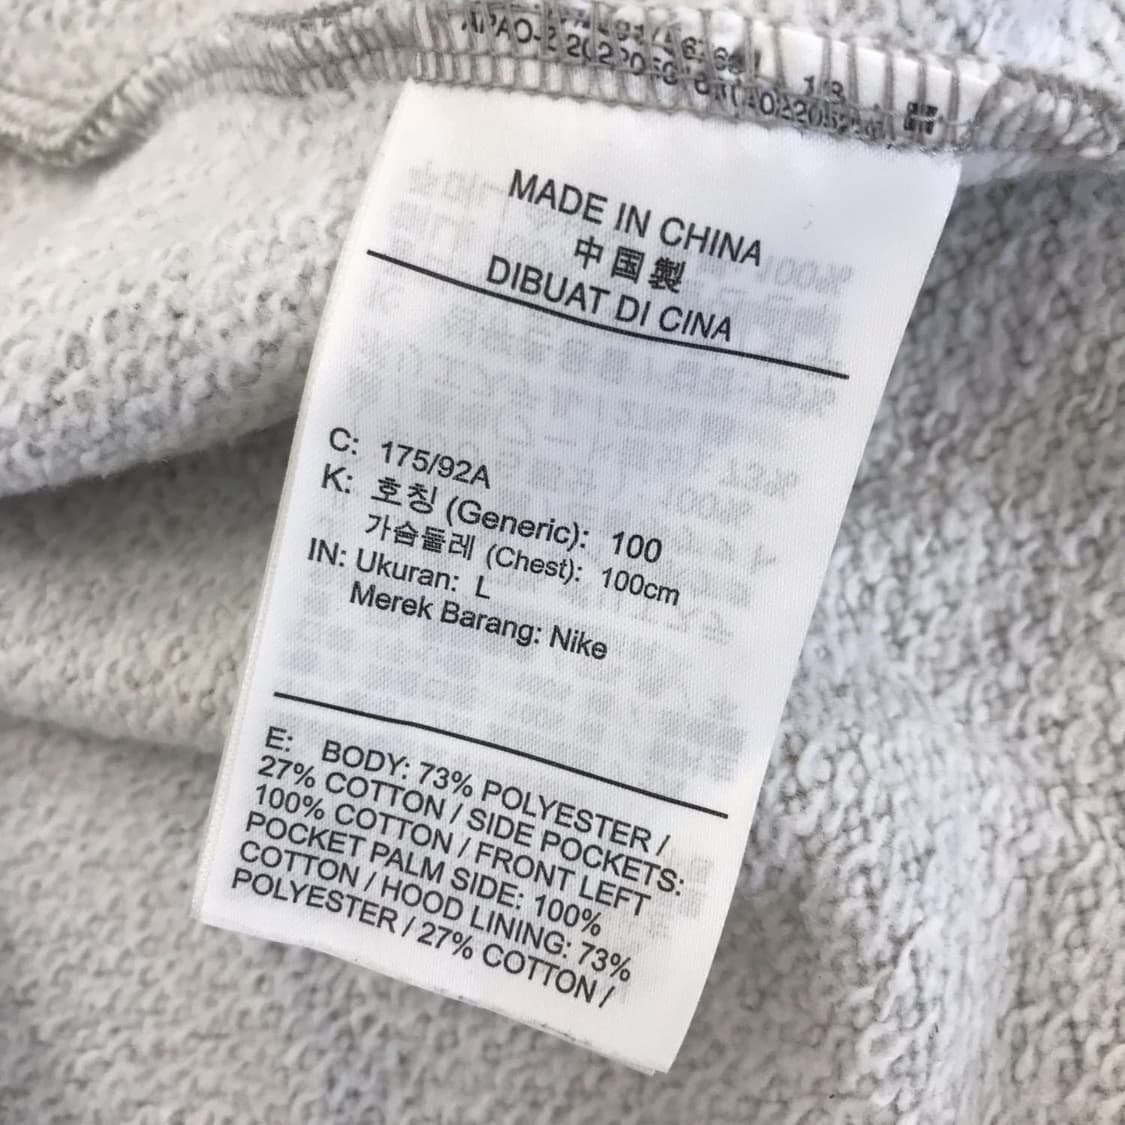 MADE IN CHINA
中国製
DIBUAT DI CINA
C: 175/92A
K: 호칭 (Generic): 100
가슴둘레 (Chest): 100cm
IN: Ukuran: L
Merek Barang: Nike
E: BODY: 73% POLYESTER /
27% COTTON / SIDE POCKETS:
100% COTTON / FRONT LEFT
POCKET PALM SIDE: 100%
COTTON / HOOD LINING: 73%
POLYESTER / 27% COTTON /